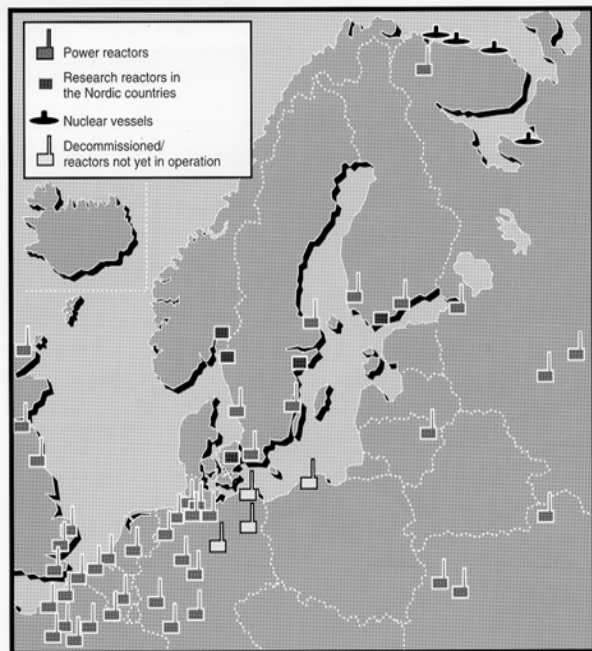 Power reactors
Research reactors in
the Nordic countries
Nuclear vessels
Decommissioned/
reactors not yet in operation